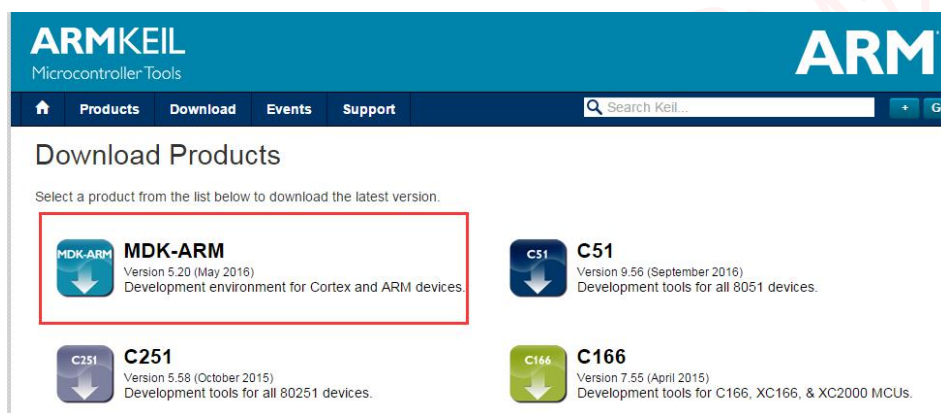 ARMKEIL
Microcontroller Tools
ARM
Products Download Events Support
Search Keil...
+ G
Download Products
Select a product from the list below to download the latest version.
MDK-ARM
MDK-ARM
Version 5.20 (May 2016)
Development environment for Cortex and ARM devices.
C51
C51
Version 9.56 (September 2016)
Development tools for all 8051 devices.
C251
C251
Version 5.58 (October 2015)
Development tools for all 80251 devices.
C166
C166
Version 7.55 (April 2015)
Development tools for C166, XC166, & XC2000 MCUs.